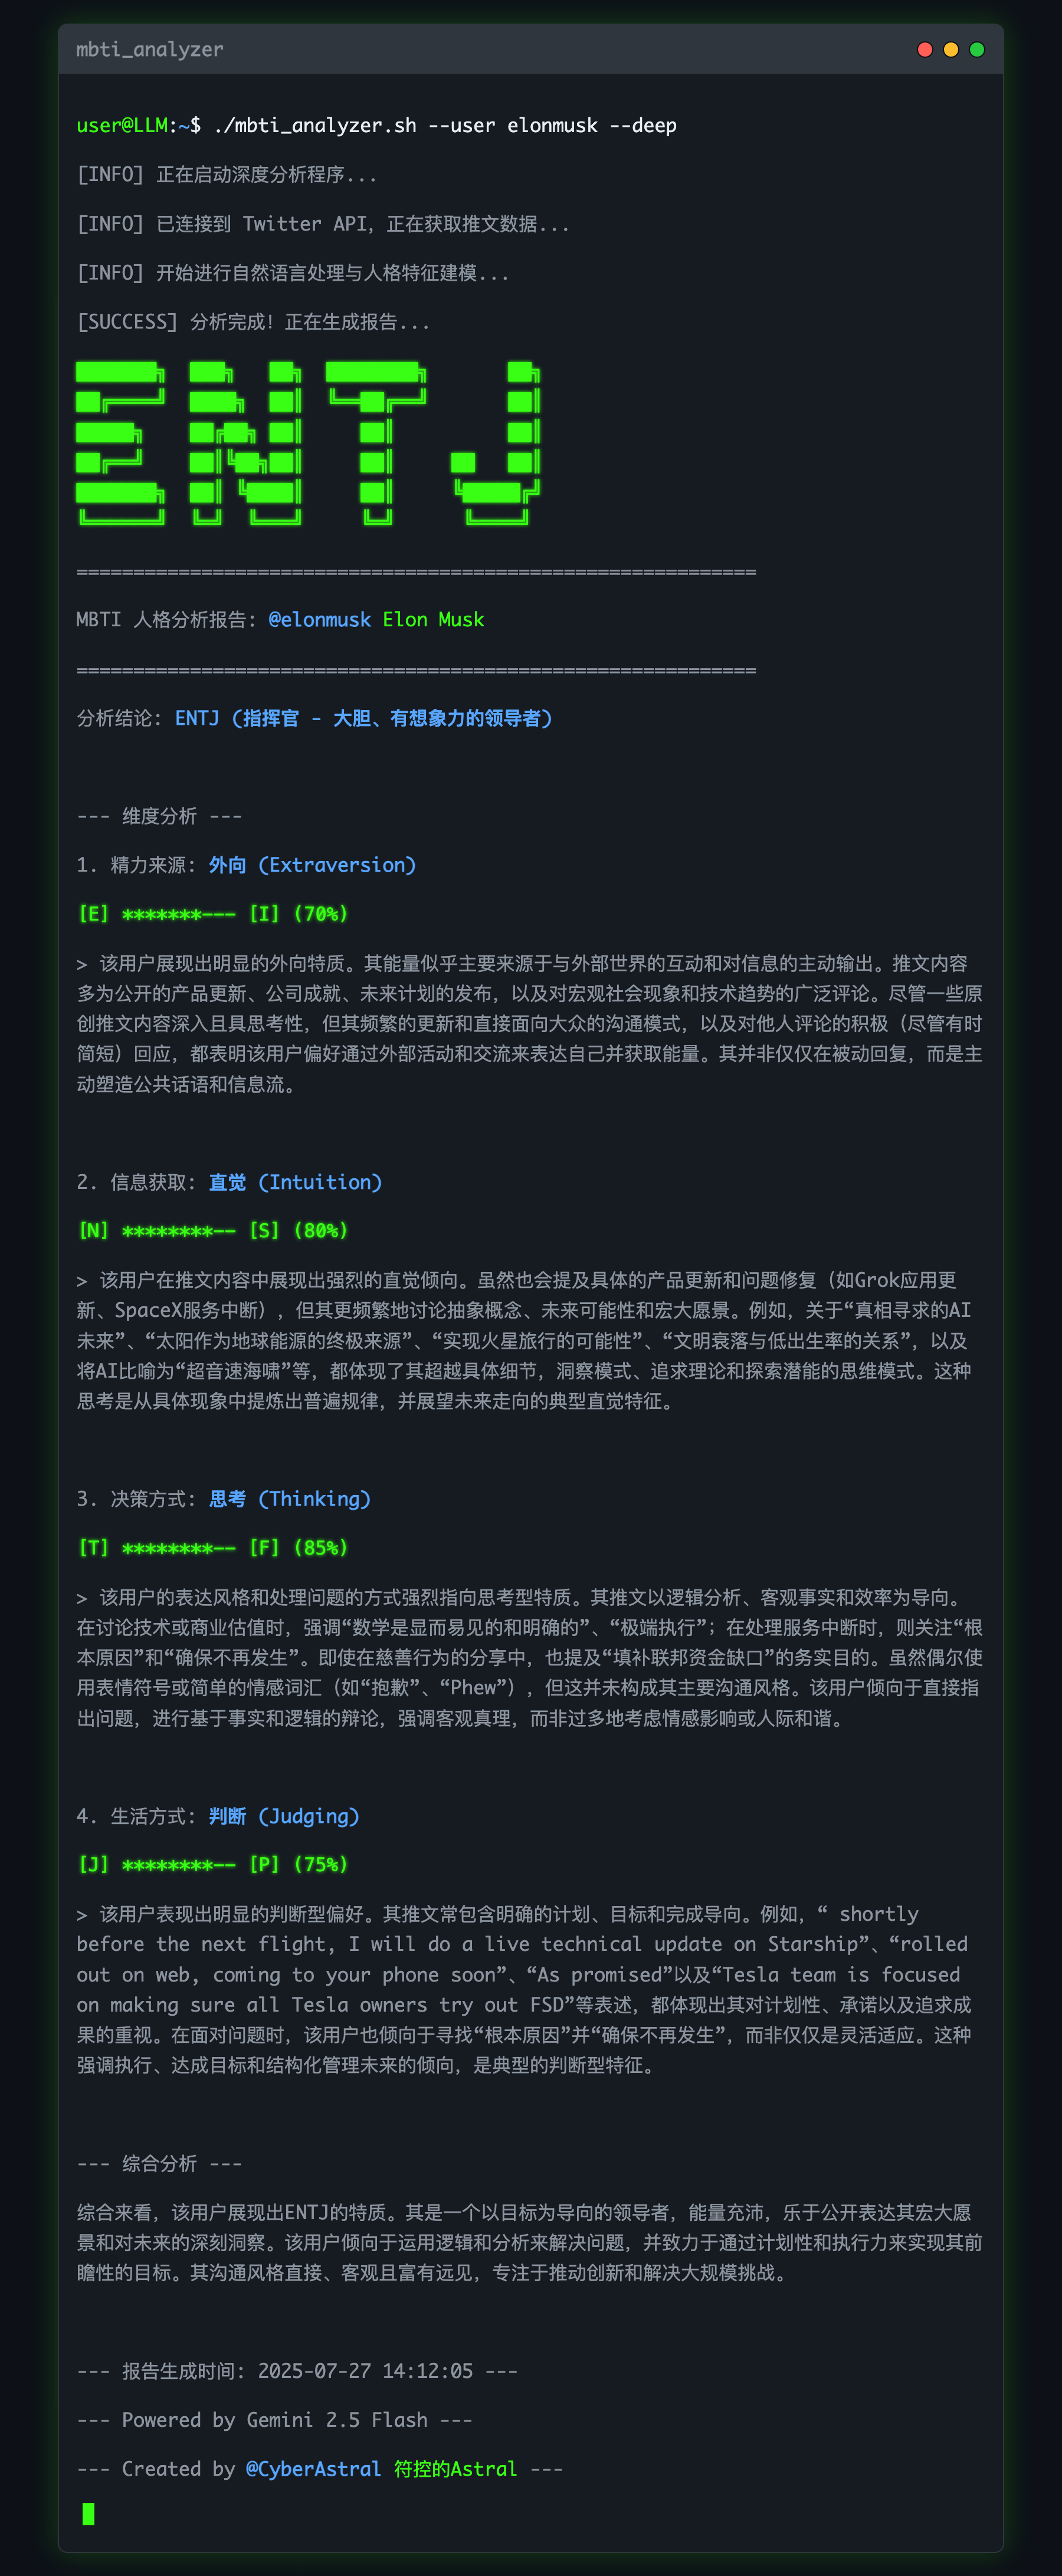 mbti_analyzer
user@LLM:~$ ./mbti_analyzer.sh --user elonmusk --deep
[INFO] 正在启动深度分析程序...
[INFO] 已连接到 Twitter API, 正在获取推文数据...
[INFO] 开始进行自然语言处理与人格特征建模...
[SUCCESS] 分析完成! 正在生成报告...
ENTJ
============================================================
MBTI 人格分析报告: @elonmusk Elon Musk
============================================================
分析结论: ENTJ (指挥官 - 大胆、有想象力的领导者)
--- 维度分析 ---
1. 精力来源: 外向 (Extraversion)
[E] *******--- [I] (70%)
> 该用户展现出明显的外向特质。其能量似乎主要来源于与外部世界的互动和对信息的主动输出。推文内容
多为公开的产品更新、公司成就、未来计划的发布，以及对宏观社会现象和技术趋势的广泛评论。尽管一些原
创推文内容深入且具思考性，但其频繁的更新和直接面向大众的沟通模式，以及对他人评论的积极（尽管有时
简短）回应，都表明该用户偏好通过外部活动和交流来表达自己并获取能量。其并非仅仅在被动回复，而是主
动塑造公共话语和信息流。
2. 信息获取: 直觉 (Intuition)
[N] ********-- [S] (80%)
> 该用户在推文内容中展现出强烈的直觉倾向。虽然也会提及具体的产品更新和问题修复（如Grok应用更
新、SpaceX服务中断），但其更频繁地讨论抽象概念、未来可能性和宏大愿景。例如，关于“真相寻求的AI
未来”、“太阳作为地球能源的终极来源”、“实现火星旅行的可能性”、“文明衰落与低出生率的关系”，以及
将AI比喻为“超音速海啸”等，都体现了其超越具体细节，洞察模式、追求理论和探索潜能的思维模式。这种
思考是从具体现象中提炼出普遍规律，并展望未来走向的典型直觉特征。
3. 决策方式: 思考 (Thinking)
[T] ********-- [F] (85%)
> 该用户的表达风格和处理问题的方式强烈指向思考型特质。其推文以逻辑分析、客观事实和效率为导向。
在讨论技术或商业估值时，强调“数学是显而易见的和明确的”、“极端执行”；在处理服务中断时，则关注“根
本原因”和“确保不再发生”。即使在慈善行为的分享中，也提及“填补联邦资金缺口”的务实目的。虽然偶尔使
用表情符号或简单的情感词汇（如“抱歉”、“Phew”），但这并未构成其主要沟通风格。该用户倾向于直接指
出问题，进行基于事实和逻辑的辩论，强调客观真理，而非过多地考虑情感影响或人际和谐。
4. 生活方式: 判断 (Judging)
[J] ********-- [P] (75%)
> 该用户表现出明显的判断型偏好。其推文常包含明确的计划、目标和完成导向。例如，“ shortly
before the next flight, I will do a live technical update on Starship”、“rolled
out on web, coming to your phone soon”、“As promised”以及“Tesla team is focused
on making sure all Tesla owners try out FSD”等表述，都体现出其对计划性、承诺以及追求成
果的重视。在面对问题时，该用户也倾向于寻找“根本原因”并“确保不再发生”，而非仅仅是灵活适应。这种
强调执行、达成目标和结构化管理未来的倾向，是典型的判断型特征。
--- 综合分析 ---
综合来看，该用户展现出ENTJ的特质。其是一个以目标为导向的领导者，能量充沛，乐于公开表达其宏大愿
景和对未来的深刻洞察。该用户倾向于运用逻辑和分析来解决问题，并致力于通过计划性和执行力来实现其前
瞻性的目标。其沟通风格直接、客观且富有远见，专注于推动创新和解决大规模挑战。
--- 报告生成时间: 2025-07-27 14:12:05 ---
--- Powered by Gemini 2.5 Flash ---
--- Created by @CyberAstral 符控的Astral ---